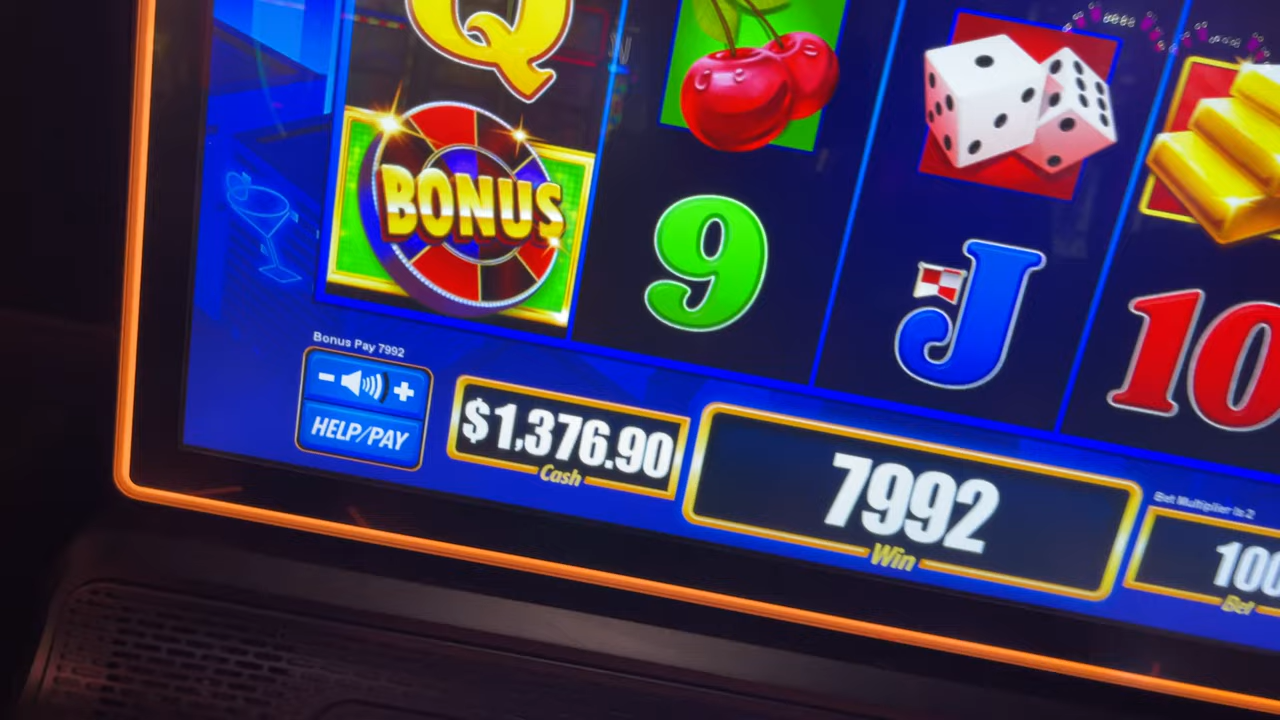 Q
BONUS
9
J
10
Bonus Pay 7992
- +
HELP/PAY
$1,376.90
Cash
7992
Win
Bet Multiplier is 2
100
Bet